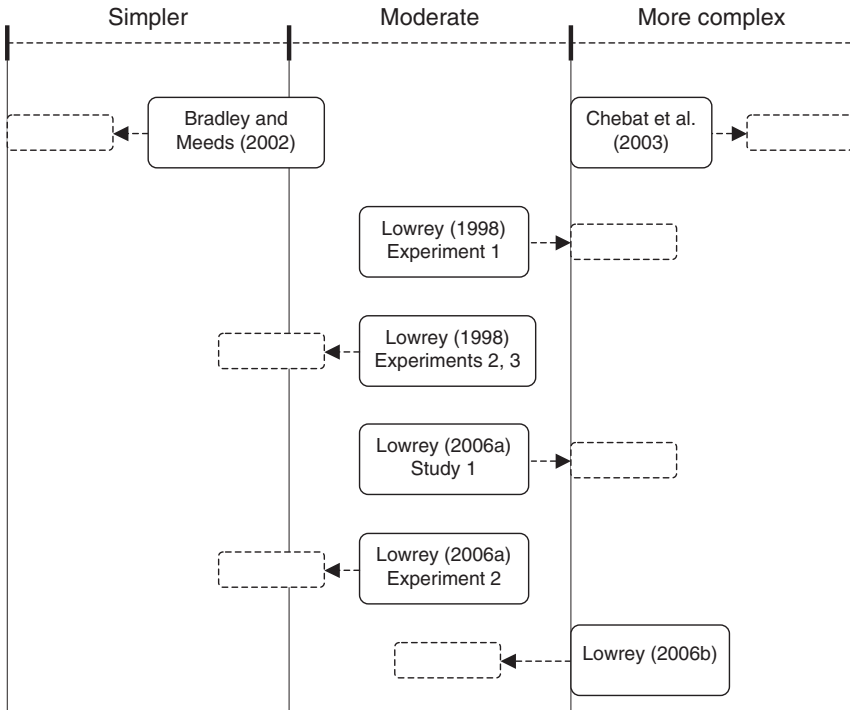 Simpler
Moderate
More complex
Bradley and
Meeds (2002)
Chebat et al.
(2003)
Lowrey (1998)
Experiment 1
Lowrey (1998)
Experiments 2, 3
Lowrey (2006a)
Study 1
Lowrey (2006a)
Experiment 2
Lowrey (2006b)